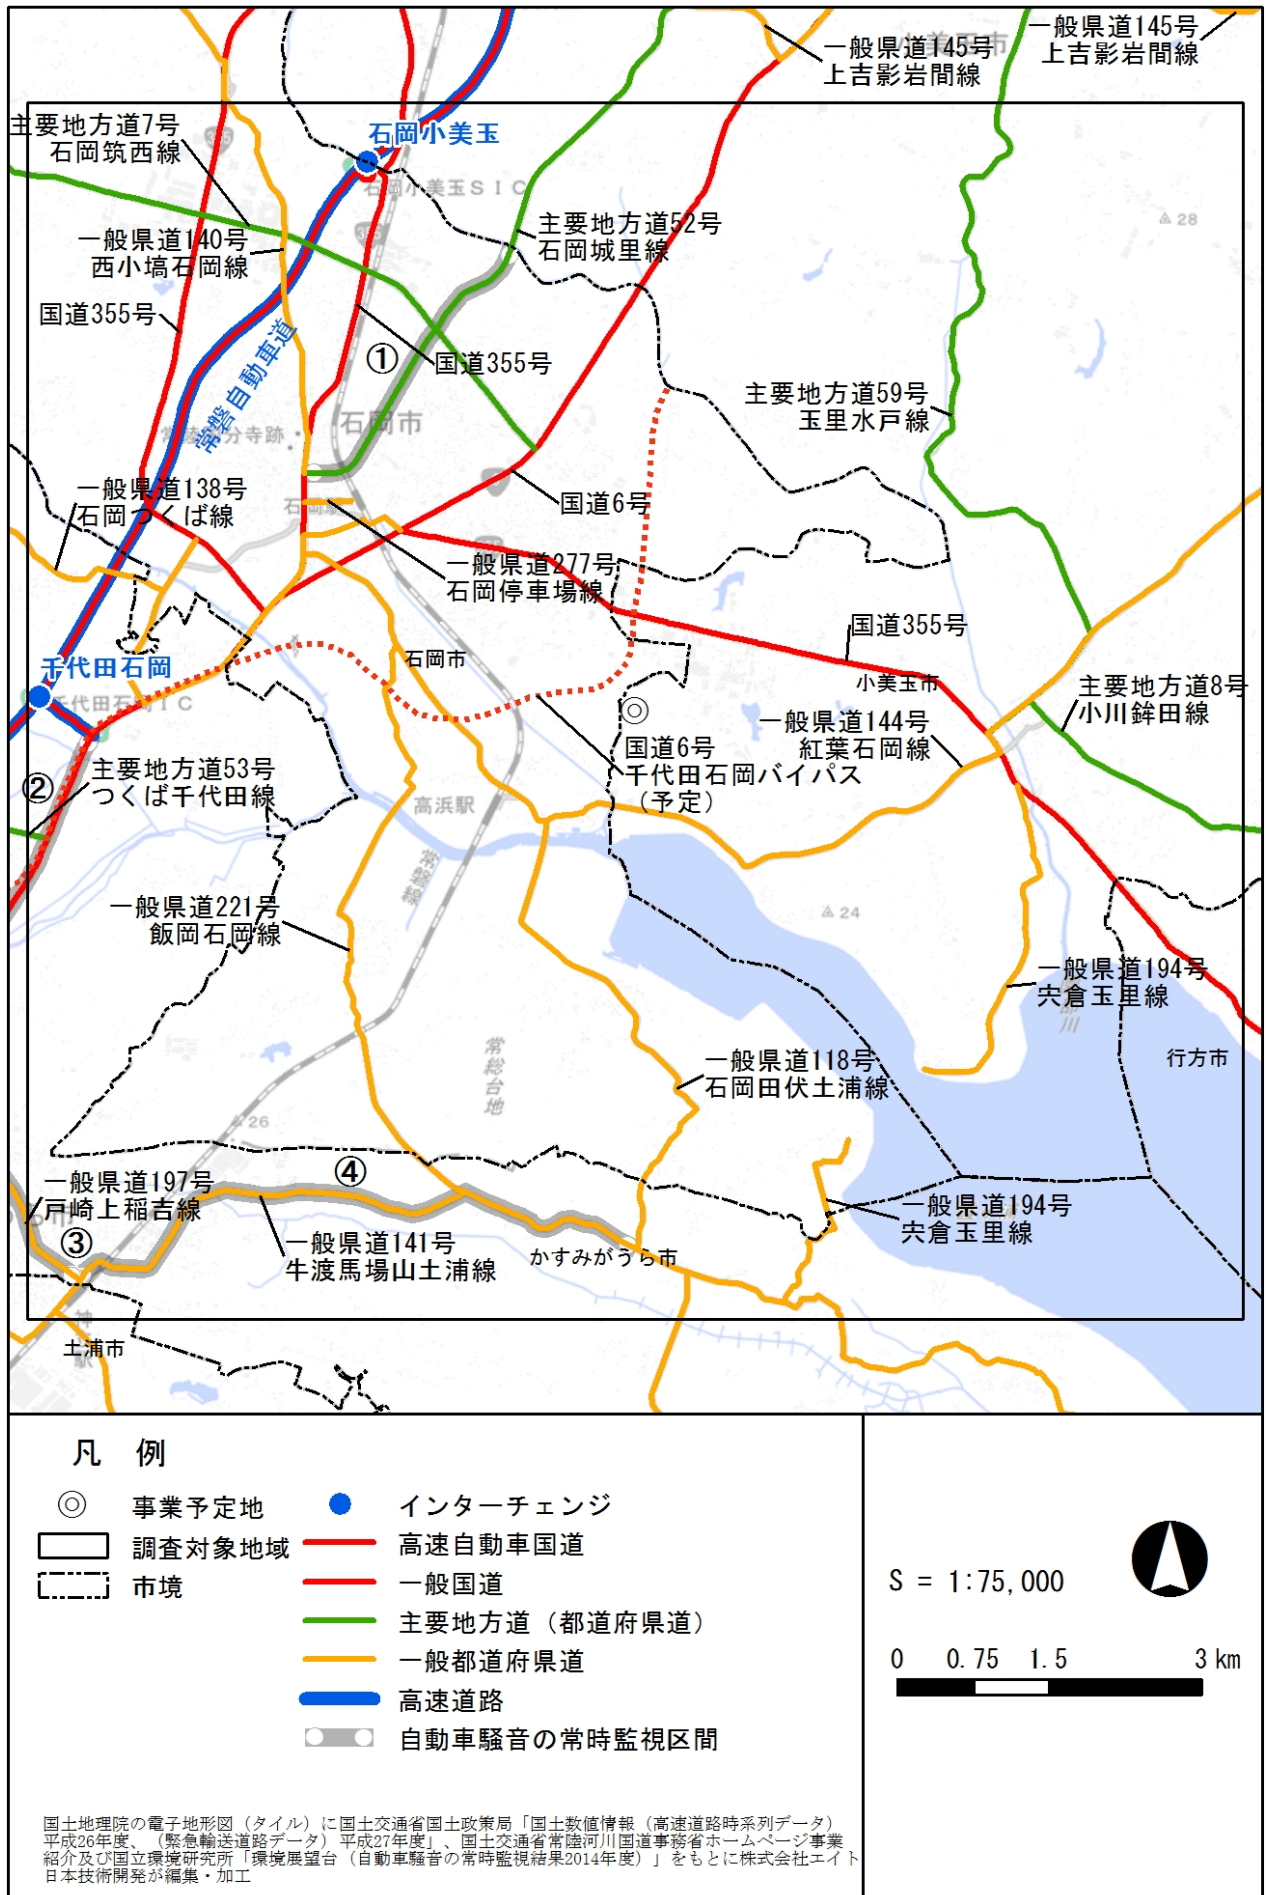 一般県道145号
上吉影岩間線
一般県道145号
上吉影岩間線
小美玉市
主要地方道7号
石岡筑西線
石岡小美玉
石岡小美玉ＳＩＣ
主要地方道52号
石岡城里線
28
一般県道140号
西小塙石岡線
国道355号
常磐自動車道
①
国道355号
石岡市
主要地方道59号
玉里水戸線
一般県道138号
石岡つくば線
国道6号
一般県道277号
石岡停車場線
国道355号
石岡市
小美玉市
千代田石岡
千代田石岡ＩＣ
主要地方道8号
小川鉾田線
一般県道144号
紅葉石岡線
国道6号
千代田石岡バイパス
（予定）
主要地方道53号
つくば千代田線
②
高浜駅
常磐線
一般県道221号
飯岡石岡線
24
一般県道194号
宍倉玉里線
行方市
常総台地
一般県道118号
石岡田伏土浦線
26
④
一般県道197号
戸崎上稲吉線
③
一般県道194号
宍倉玉里線
一般県道141号
牛渡馬場山土浦線
かすみがうら市
土浦市
凡　例
事業予定地
調査対象地域
市境
インターチェンジ
高速自動車国道
一般国道
主要地方道（都道府県道）
一般都道府県道
高速道路
自動車騒音の常時監視区間
S = 1:75,000
0 0.75 1.5 3 km
国土地理院の電子地形図（タイル）に国土交通省国土政策局「国土数値情報（高速道路時系列データ）
平成26年度、（緊急輸送道路データ）平成27年度」、国土交通省常陸河川国道事務省ホームページ事業
紹介及び国立環境研究所「環境展望台（自動車騒音の常時監視結果2014年度）」をもとに株式会社エイト
日本技術開発が編集・加工